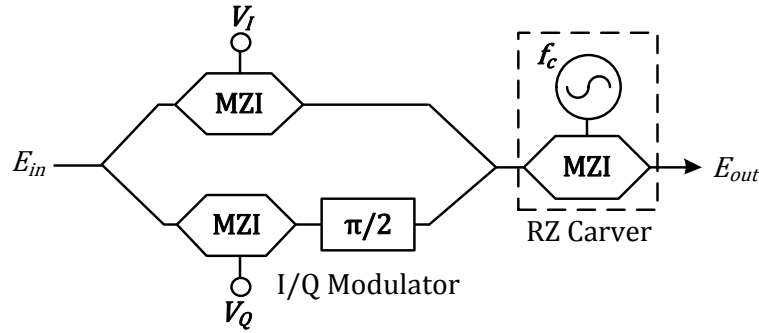 V_I
f_c
MZI
MZI
E_in
E_out
MZI
π/2
RZ Carver
I/Q Modulator
V_Q